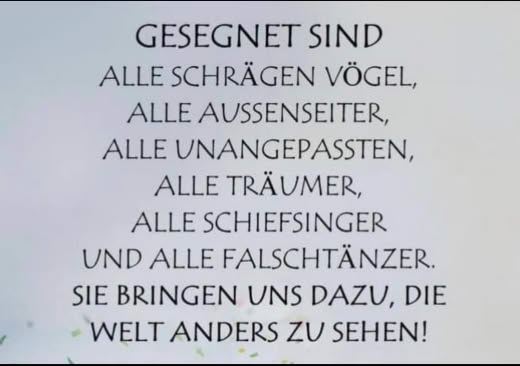 GESEGNET SIND
ALLE SCHRÄGEN VÖGEL,
ALLE AUSSENSEITER,
ALLE UNANGEPASSTEN,
ALLE TRÄUMER,
ALLE SCHIEFSINGER
UND ALLE FALSCHTÄNZER.
SIE BRINGEN UNS DAZU, DIE
WELT ANDERS ZU SEHEN!